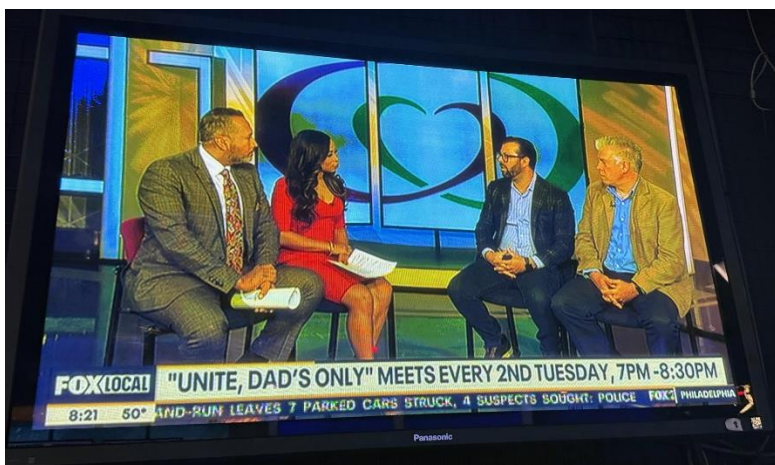 FOX LOCAL
"UNITE, DAD'S ONLY" MEETS EVERY 2ND TUESDAY, 7PM-8:30PM
8:21 50° AND-RUN LEAVES 7 PARKED CARS STRUCK, 4 SUSPECTS SOUGHT: POLICE FOX PHILADELPHIA
Panasonic